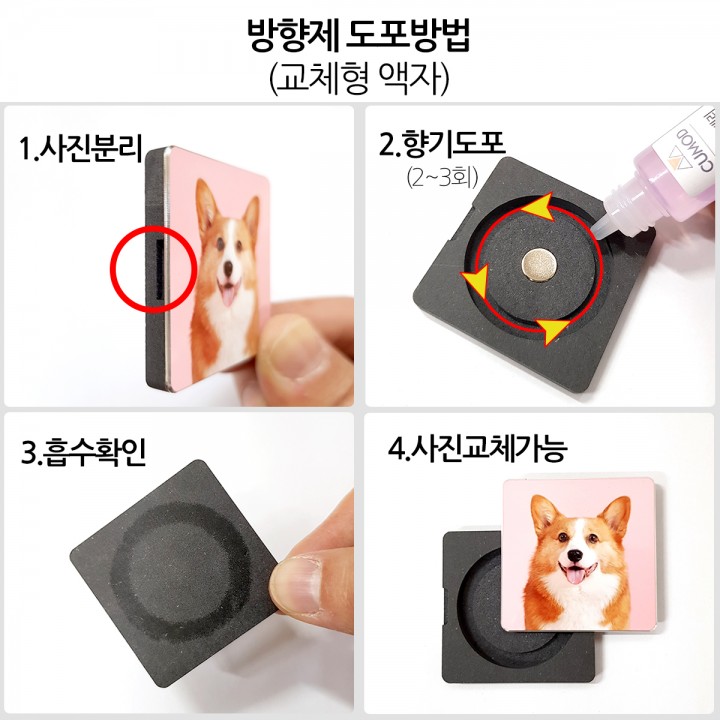 방향제 도포방법
(교체형 액자)
1.사진분리
2.향기도포
(2~3회)
CUMOD
3.흡수확인
4.사진교체가능